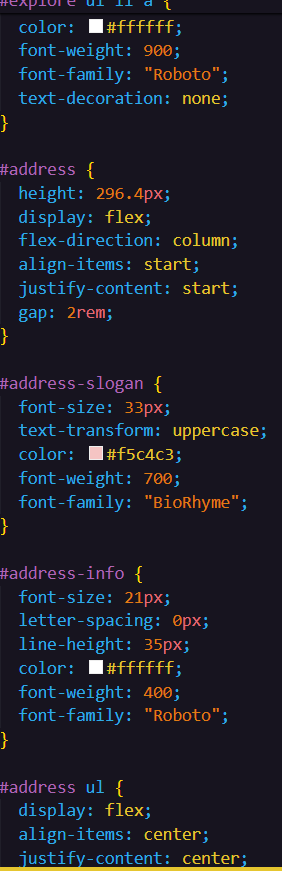 #explore ul li a {
color: #ffffff;
font-weight: 900;
font-family: "Roboto";
text-decoration: none;
}
#address {
height: 296.4px;
display: flex;
flex-direction: column;
align-items: start;
justify-content: start;
gap: 2rem;
}
#address-slogan {
font-size: 33px;
text-transform: uppercase;
color: #f5c4c3;
font-weight: 700;
font-family: "BioRhyme";
}
#address-info {
font-size: 21px;
letter-spacing: 0px;
line-height: 35px;
color: #ffffff;
font-weight: 400;
font-family: "Roboto";
}
#address ul {
display: flex;
align-items: center;
justify-content: center;